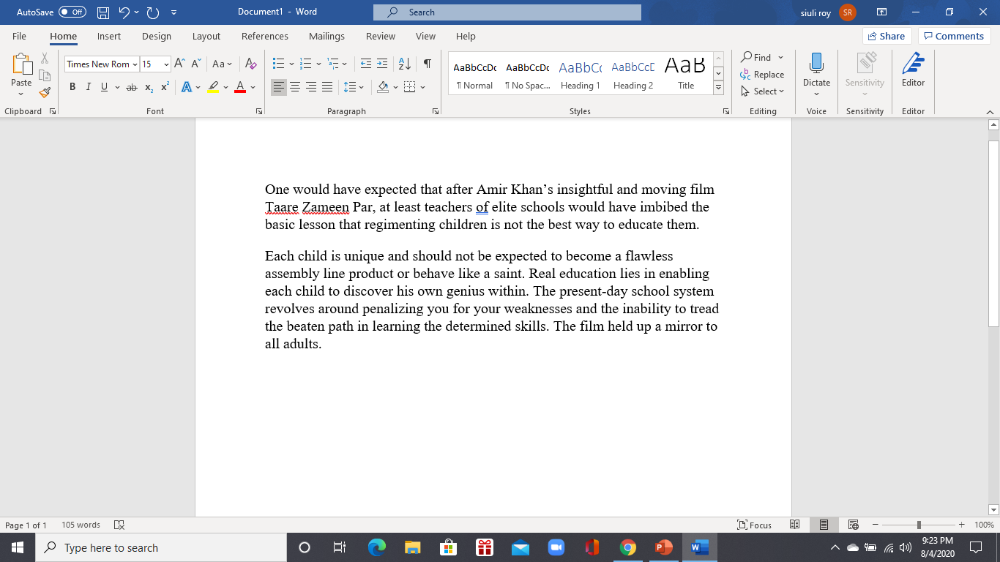 AutoSave Off Document1 - Word Search siuli roy SR
File Home Insert Design Layout References Mailings Review View Help Share Comments
Paste Times New Rom 15 Aa A
B I U ab x₂ x² A A
AaBbCcDc AaBbCcDc AaBbCc AaBbCcE AaB
¶ Normal ¶ No Spac... Heading 1 Heading 2 Title
Find
Replace
Select
Dictate Sensitivity Editor
Clipboard Font Paragraph Styles Editing Voice Sensitivity Editor
One would have expected that after Amir Khan’s insightful and moving film
Taare Zameen Par, at least teachers of elite schools would have imbibed the
basic lesson that regimenting children is not the best way to educate them.
Each child is unique and should not be expected to become a flawless
assembly line product or behave like a saint. Real education lies in enabling
each child to discover his own genius within. The present-day school system
revolves around penalizing you for your weaknesses and the inability to tread
the beaten path in learning the determined skills. The film held up a mirror to
all adults.
Page 1 of 1 105 words Focus 100%
Type here to search
9:23 PM
8/4/2020